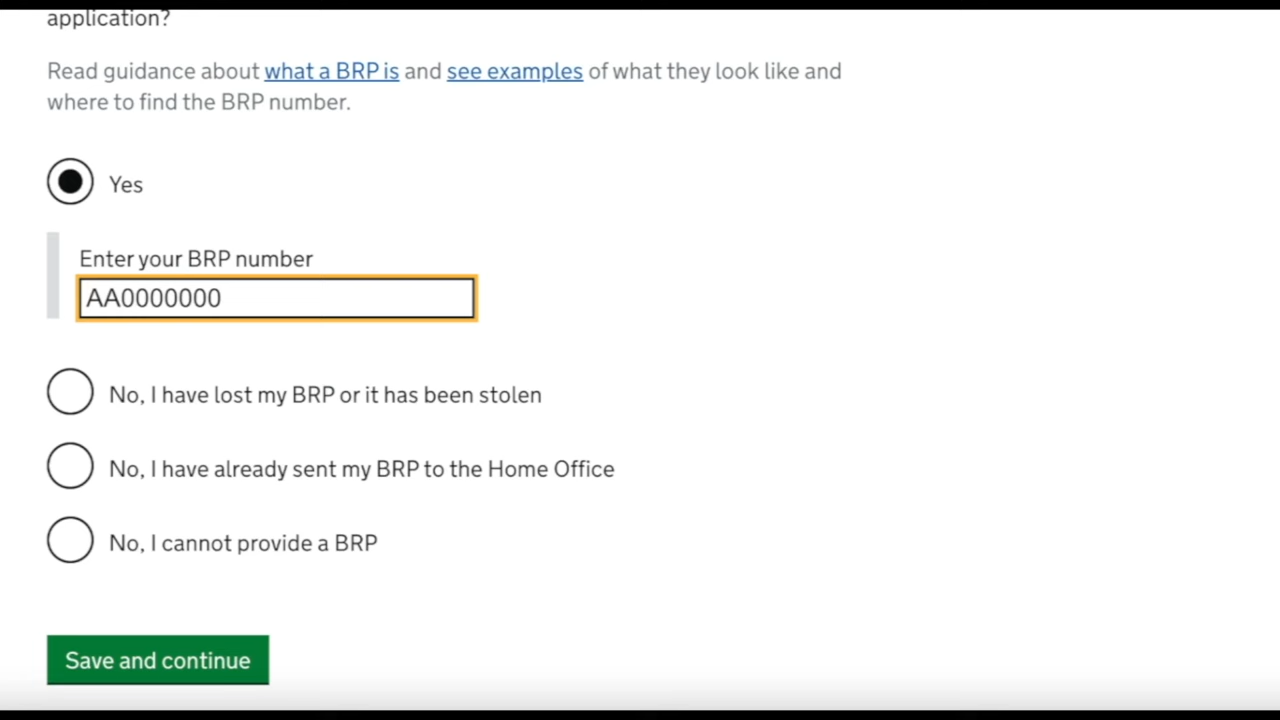 application?
Read guidance about what a BRP is and see examples of what they look like and
where to find the BRP number.
Yes
Enter your BRP number
AA0000000
No, I have lost my BRP or it has been stolen
No, I have already sent my BRP to the Home Office
No, I cannot provide a BRP
Save and continue